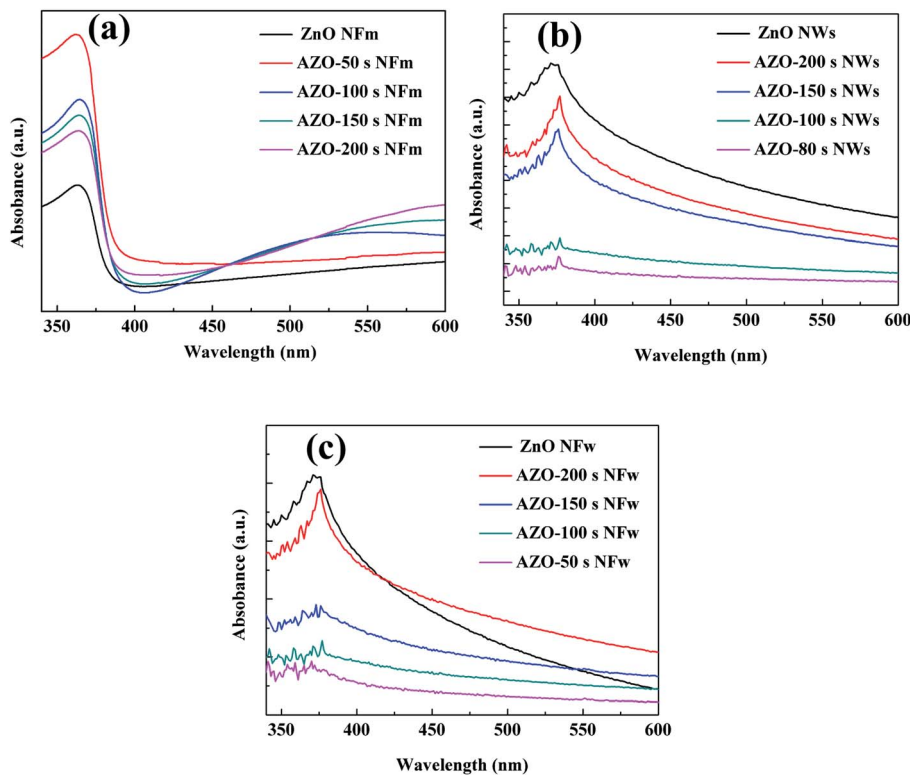 (a)
ZnO NFm
AZO-50 s NFm
AZO-100 s NFm
AZO-150 s NFm
AZO-200 s NFm
Absobance (a.u.)
350 400 450 500 550 600
Wavelength (nm)
(b)
ZnO NWs
AZO-200 s NWs
AZO-150 s NWs
AZO-100 s NWs
AZO-80 s NWs
Absobance (a.u.)
350 400 450 500 550 600
Wavelength (nm)
(c)
ZnO NFw
AZO-200 s NFw
AZO-150 s NFw
AZO-100 s NFw
AZO-50 s NFw
Absobance (a.u.)
350 400 450 500 550 600
Wavelength (nm)